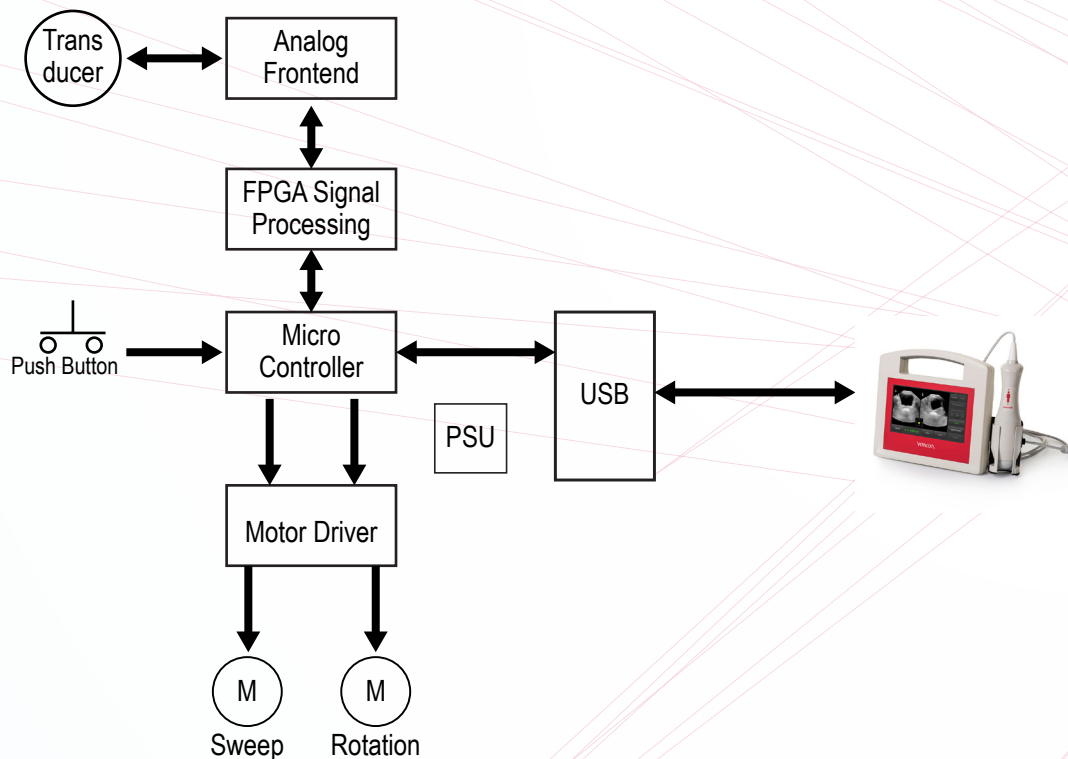 Trans
ducer
Analog
Frontend
FPGA Signal
Processing
Push Button
Micro
Controller
USB
PSU
Motor Driver
M
M
Sweep
Rotation